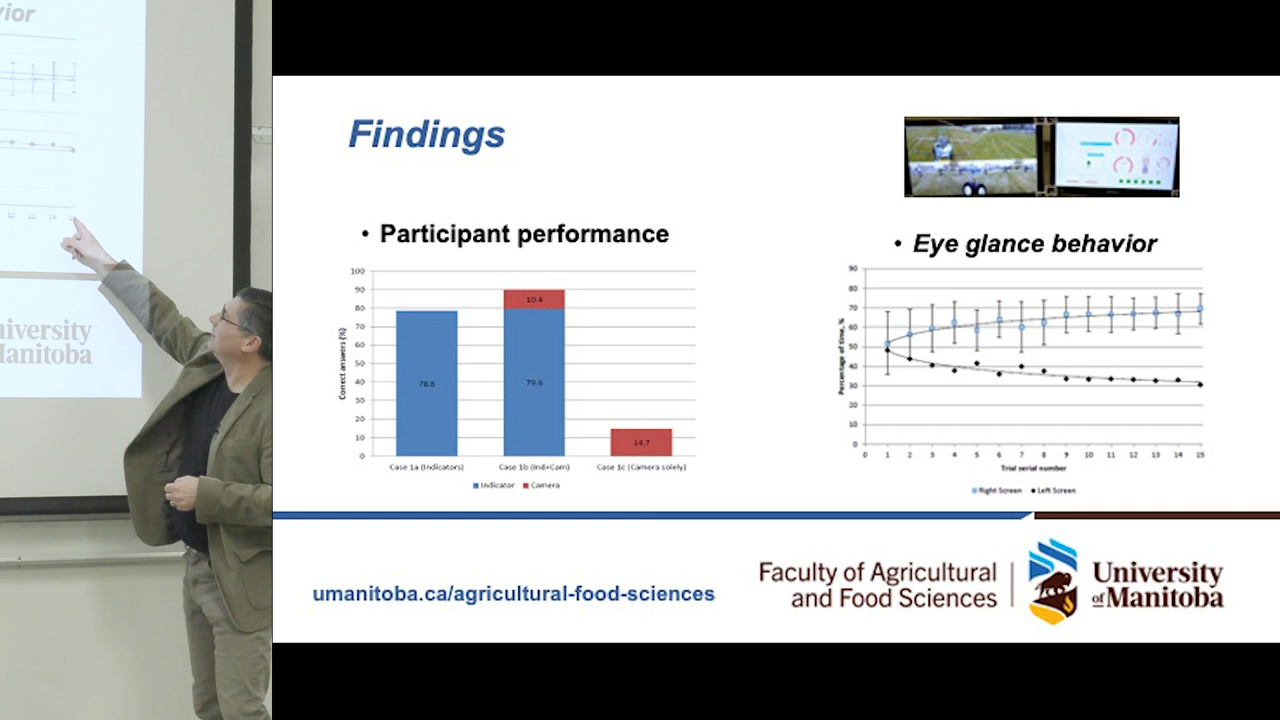 ior
niversity
Manitoba
Findings
• Participant performance
100
90
80
70
60
50
40
30
20
10
0
Correct answers (%)
78.6
10.4
79.6
14.7
Case 1a (Indicators)
Case 1b (Ind+Cam)
Case 1c (Camera solely)
Indicator
Camera
• Eye glance behavior
90
80
70
60
50
40
30
20
10
0
Percentage of time, %
0 1 2 3 4 5 6 7 8 9 10 11 12 13 14 15
Trial serial number
Right Screen
Left Screen
umanitoba.ca/agricultural-food-sciences
Faculty of Agricultural
and Food Sciences
University
of Manitoba